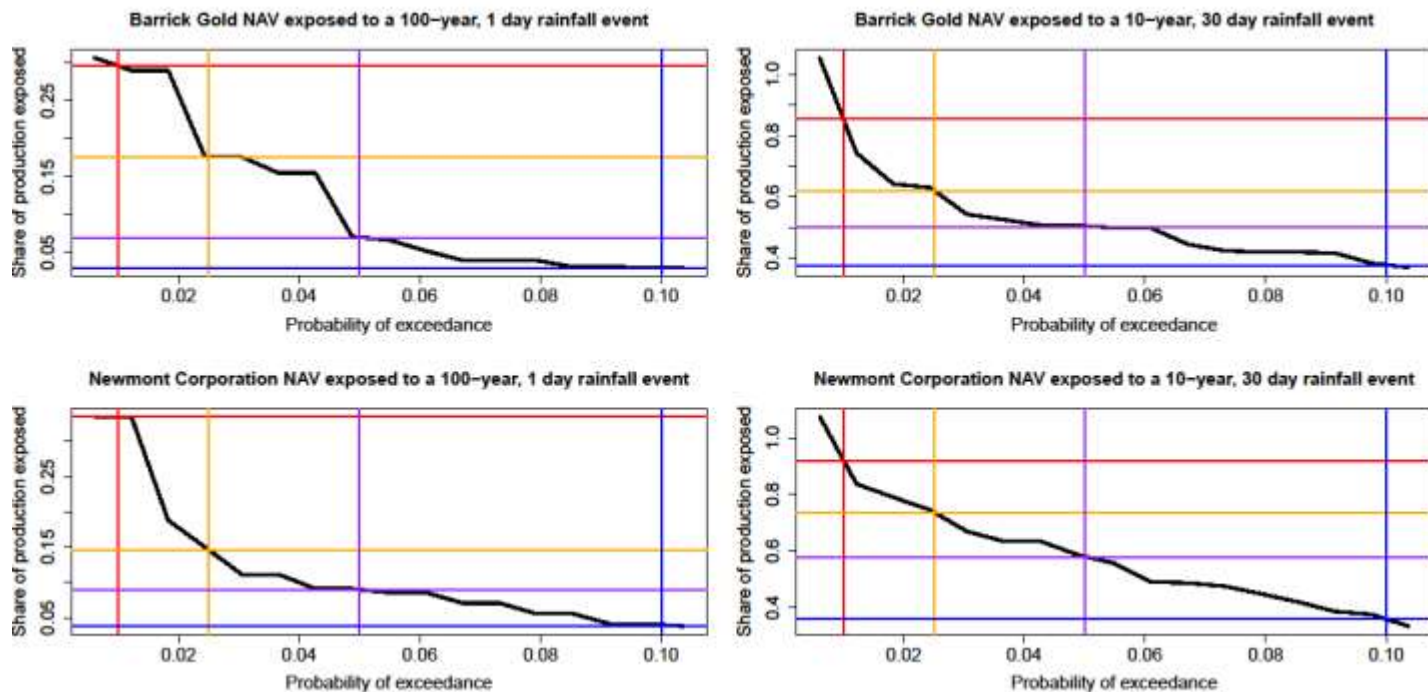 Barrick Gold NAV exposed to a 100−year, 1 day rainfall event
Share of production exposed
0.25
0.15
0.05
0.02 0.04 0.06 0.08 0.10
Probability of exceedance
Barrick Gold NAV exposed to a 10−year, 30 day rainfall event
Share of production exposed
1.0
0.8
0.6
0.4
0.02 0.04 0.06 0.08 0.10
Probability of exceedance
Newmont Corporation NAV exposed to a 100−year, 1 day rainfall event
Share of production exposed
0.25
0.15
0.05
0.02 0.04 0.06 0.08 0.10
Probability of exceedance
Newmont Corporation NAV exposed to a 10−year, 30 day rainfall event
Share of production exposed
1.0
0.8
0.6
0.4
0.02 0.04 0.06 0.08 0.10
Probability of exceedance